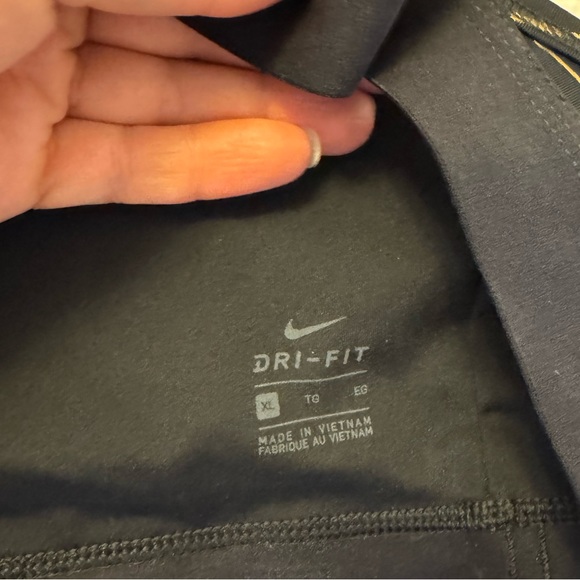 DRI-FIT
XL TG EG
MADE IN VIETNAM
FABRIQUE AU VIETNAM